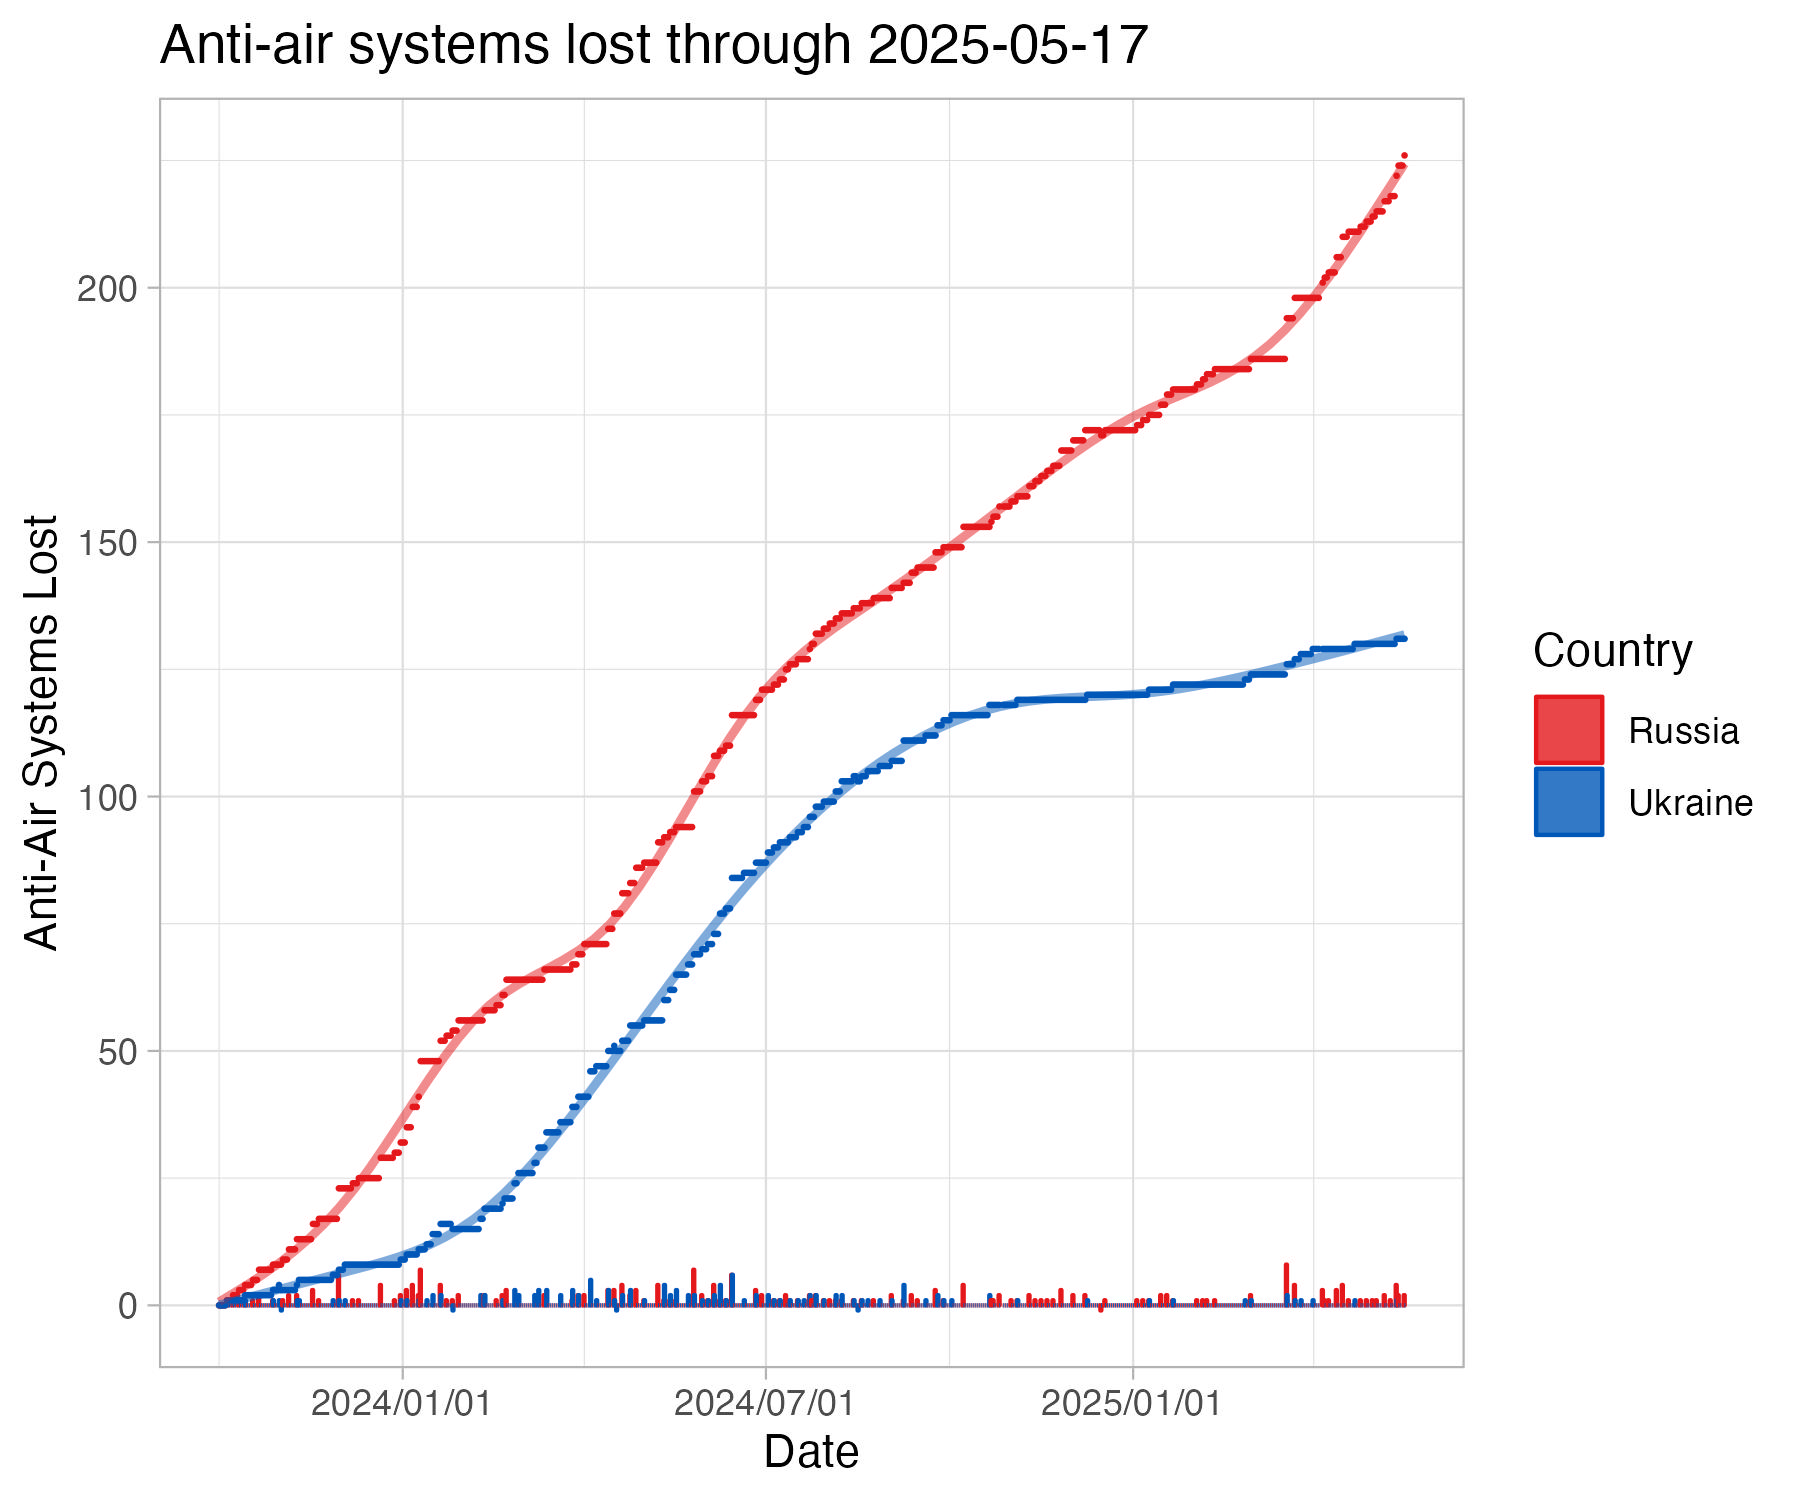 Anti-air systems lost through 2025-05-17
Anti-Air Systems Lost
200
150
100
50
0
2024/01/01
2024/07/01
2025/01/01
Date
Country
Russia
Ukraine